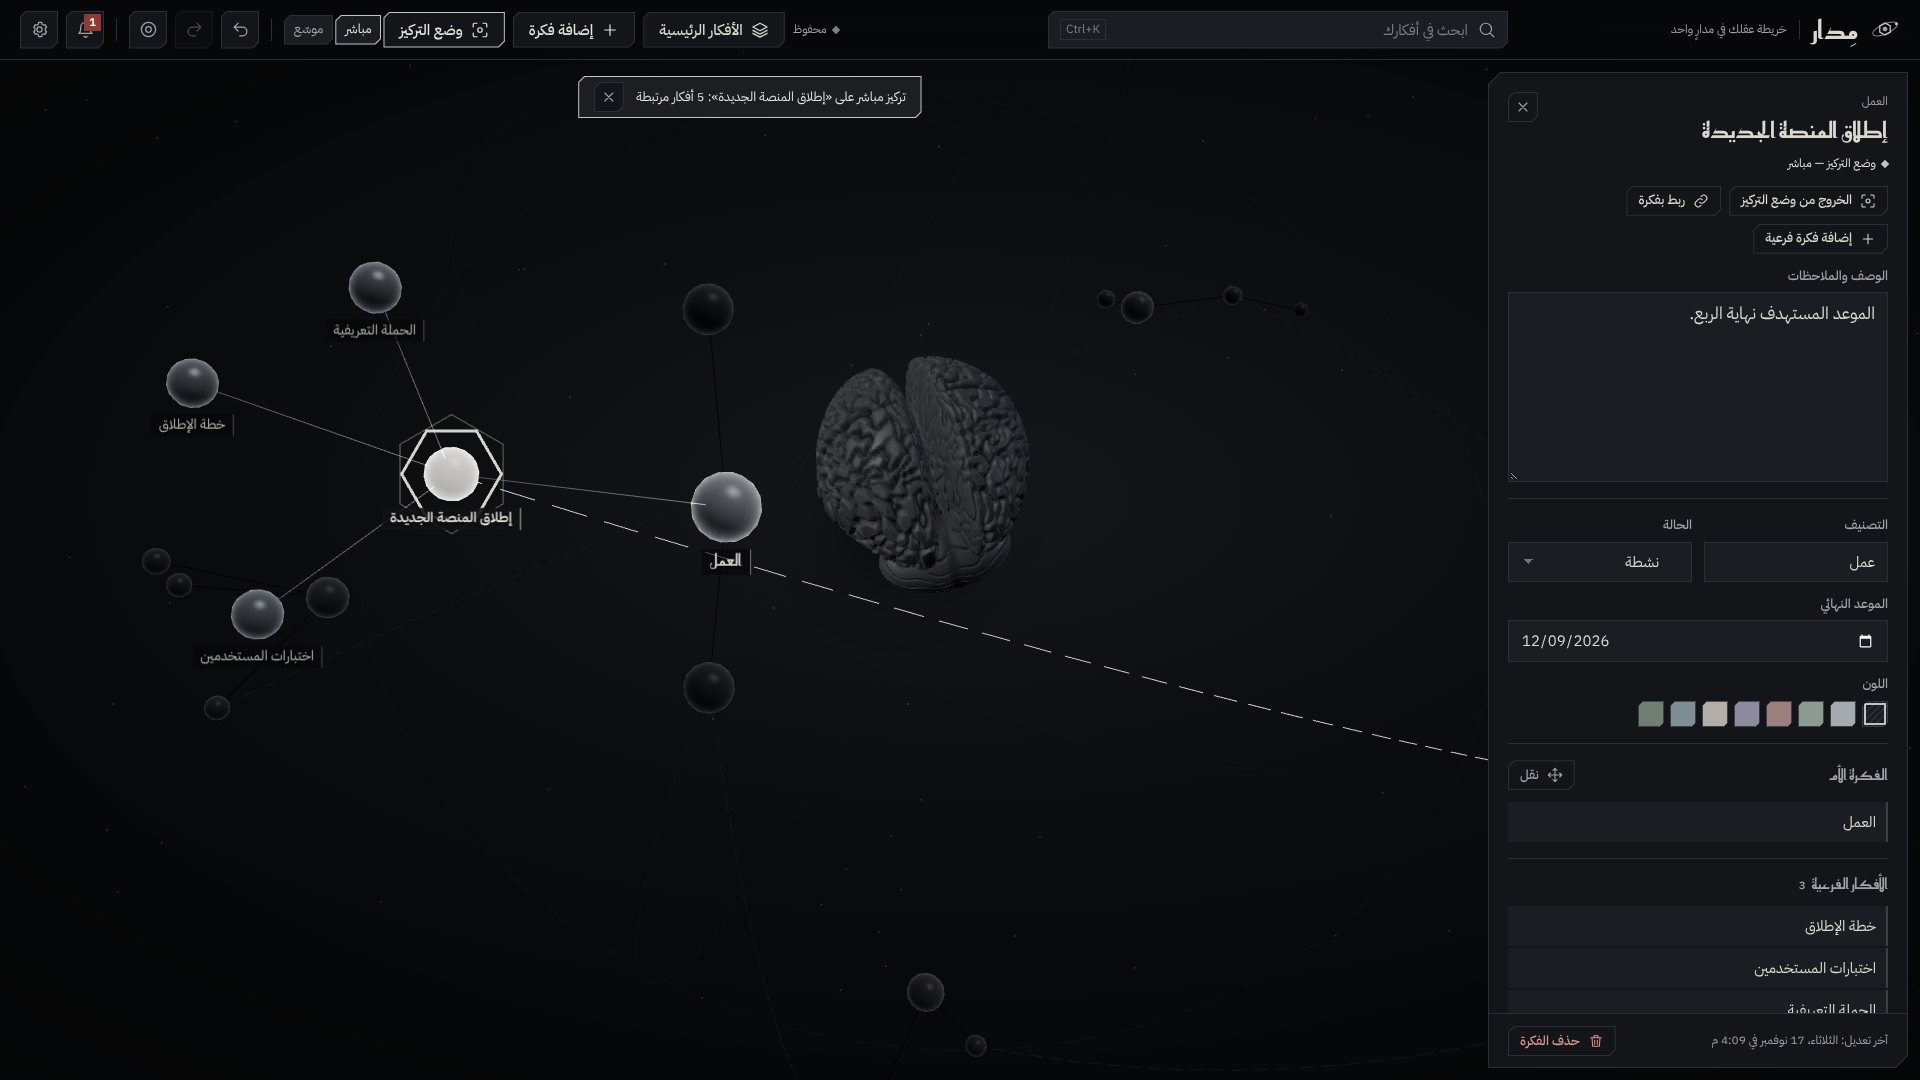 مدار
خريطة عقلك في مدارٍ واحد
ابحث في أفكارك
Ctrl+K
محفوظ
الأفكار الرئيسية
إضافة فكرة
وضع التركيز
مباشر
موسّع
1
تركيز مباشر على «إطلاق المنصة الجديدة»: 5 أفكار مرتبطة
الحملة التعريفية
خطة الإطلاق
إطلاق المنصة الجديدة
العمل
اختبارات المستخدمين
العمل
إطلاق المنصة الجديدة
وضع التركيز — مباشر
الخروج من وضع التركيز
ربط بفكرة
إضافة فكرة فرعية
الوصف والملاحظات
الموعد المستهدف نهاية الربع.
التصنيف
الحالة
عمل
نشطة
الموعد النهائي
12/09/2026
اللون
الفكرة الأم
نقل
العمل
الأفكار الفرعية 3
خطة الإطلاق
اختبارات المستخدمين
الحملة التعريفية
آخر تعديل: الثلاثاء، 17 نوفمبر في 4:09 م
حذف الفكرة